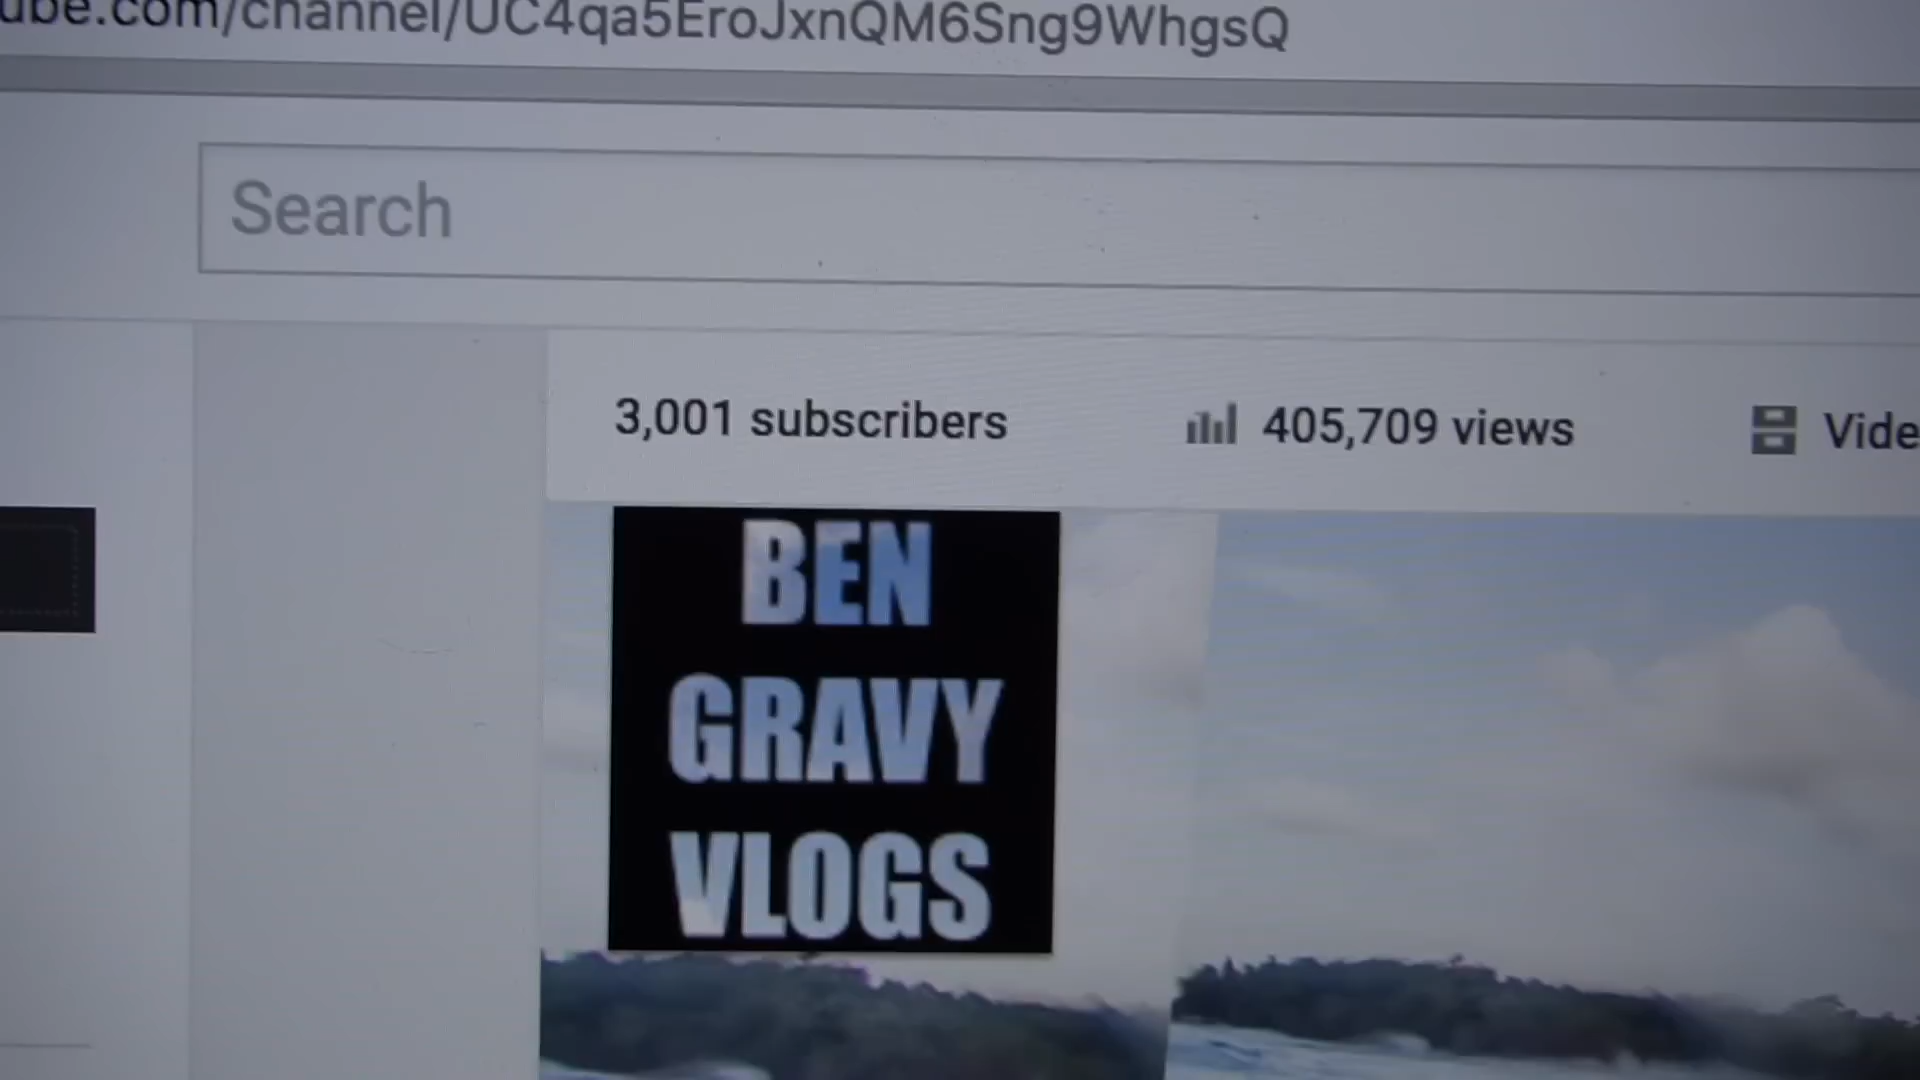 ube.com/channel/UC4qa5EroJxnQM6Sng9WhgsQ
Search
3,001 subscribers
405,709 views
Vide
BEN
GRAVY
VLOGS